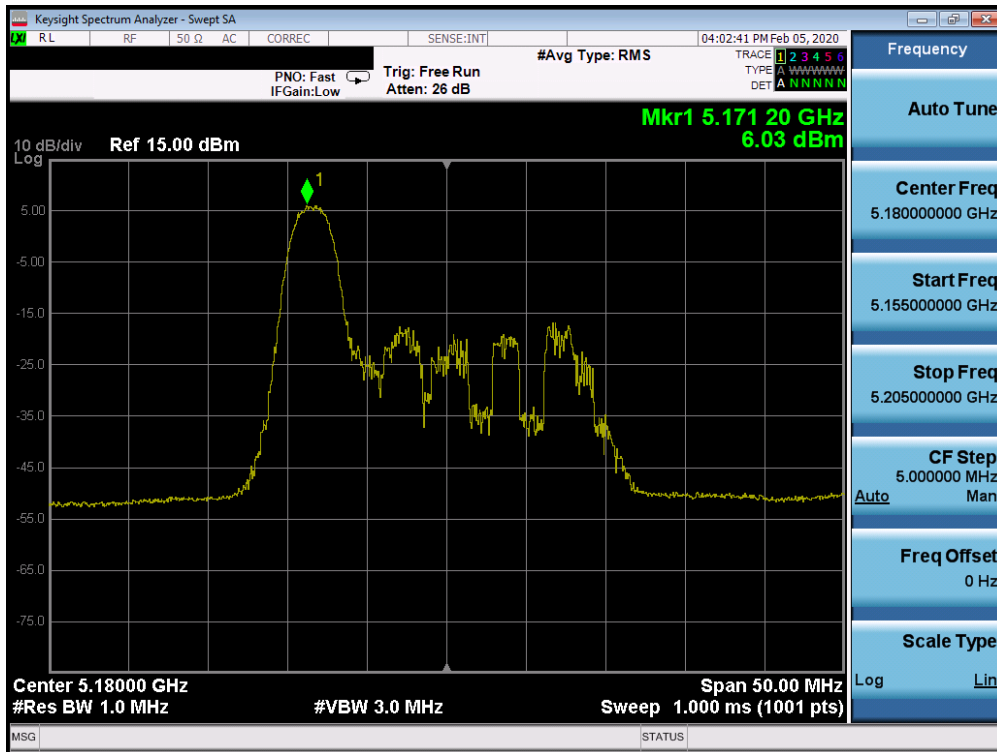 Keysight Spectrum Analyzer - Swept SA
LXI RL RF 50 Ω AC CORREC SENSE:INT 04:02:41 PM Feb 05, 2020
#Avg Type: RMS TRACE 1 2 3 4 5 6
PNO: Fast Trig: Free Run TYPE A WWWWW
IFGain:Low Atten: 26 dB DET A N N N N N
Mkr1 5.171 20 GHz
6.03 dBm
10 dB/div Ref 15.00 dBm
Log
1
5.00
-5.00
-15.0
-25.0
-35.0
-45.0
-55.0
-65.0
-75.0
Center 5.18000 GHz Span 50.00 MHz
#Res BW 1.0 MHz #VBW 3.0 MHz Sweep 1.000 ms (1001 pts)
MSG STATUS
Frequency
Auto Tune
Center Freq
5.180000000 GHz
Start Freq
5.155000000 GHz
Stop Freq
5.205000000 GHz
CF Step
5.000000 MHz
Auto Man
Freq Offset
0 Hz
Scale Type
Log Lin